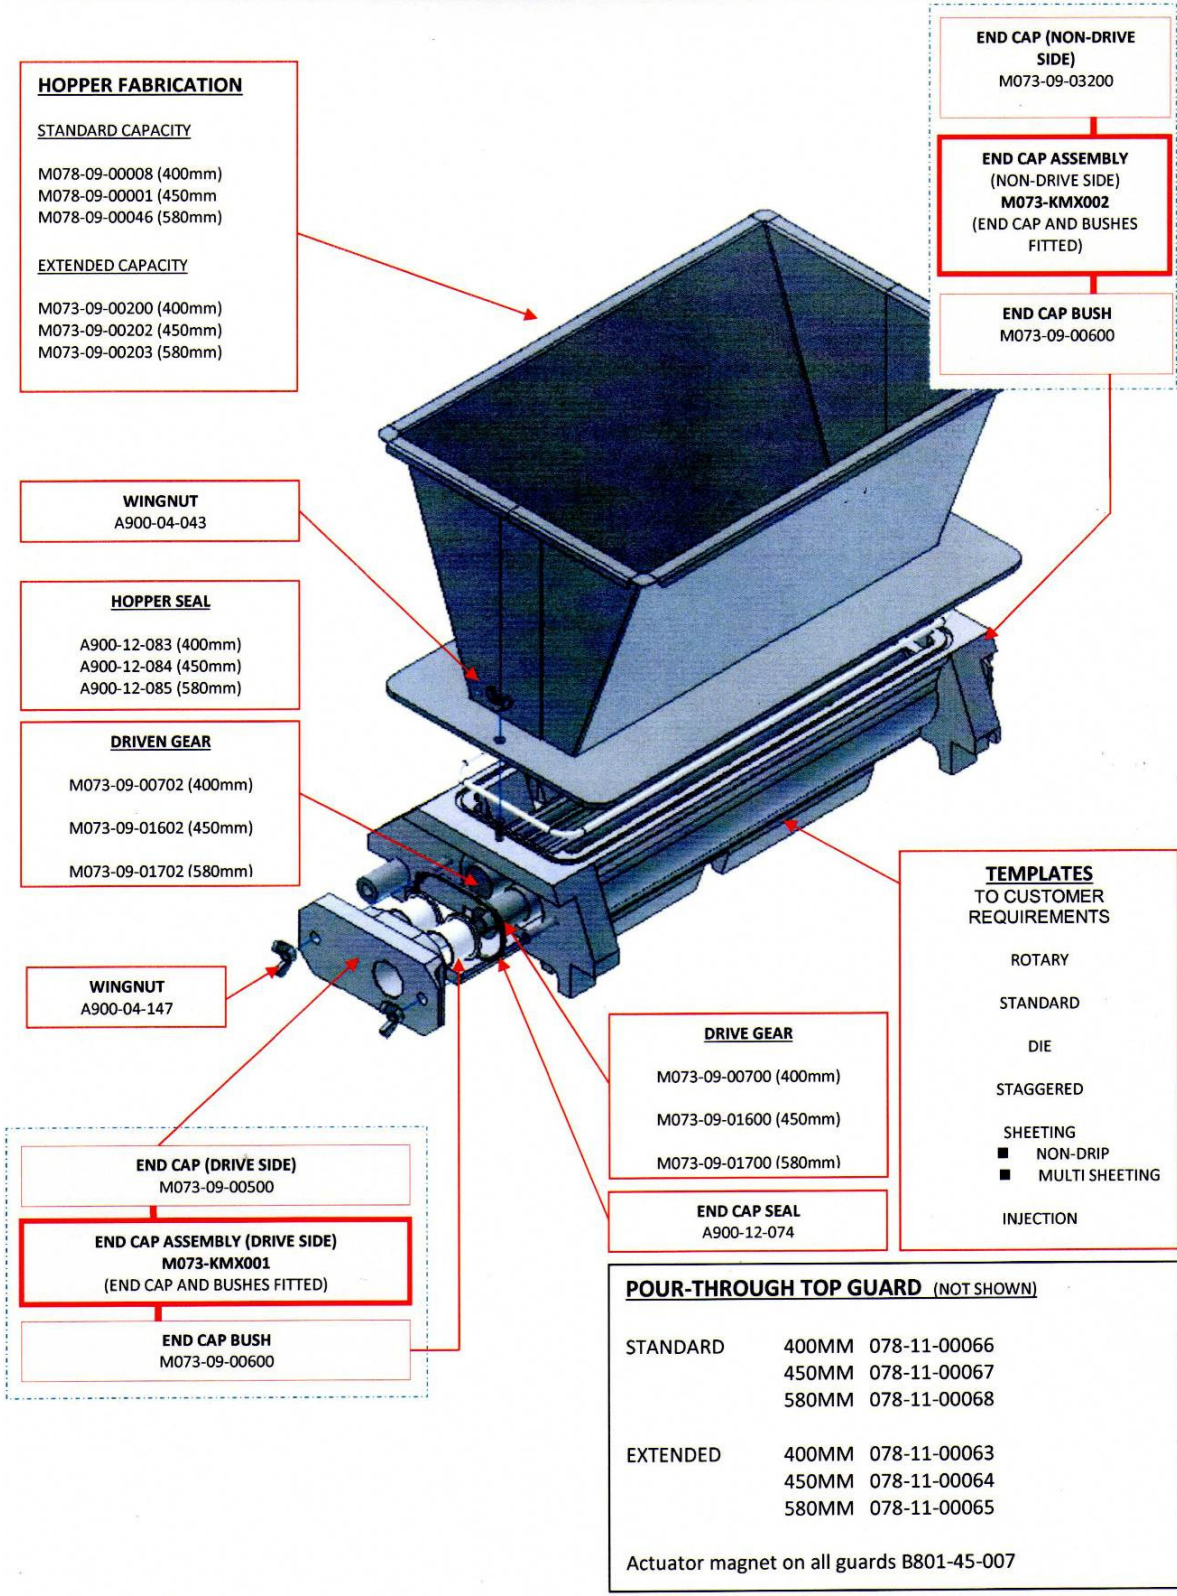 END CAP (NON-DRIVE
SIDE)
M073-09-03200
END CAP ASSEMBLY
(NON-DRIVE SIDE)
M073-KMX002
(END CAP AND BUSHES
FITTED)
END CAP BUSH
M073-09-00600
HOPPER FABRICATION
STANDARD CAPACITY
M078-09-00008 (400mm)
M078-09-00001 (450mm
M078-09-00046 (580mm)
EXTENDED CAPACITY
M073-09-00200 (400mm)
M073-09-00202 (450mm)
M073-09-00203 (580mm)
WINGNUT
A900-04-043
HOPPER SEAL
A900-12-083 (400mm)
A900-12-084 (450mm)
A900-12-085 (580mm)
DRIVEN GEAR
M073-09-00702 (400mm)
M073-09-01602 (450mm)
M073-09-01702 (580mm)
WINGNUT
A900-04-147
TEMPLATES
TO CUSTOMER
REQUIREMENTS
ROTARY
STANDARD
DIE
STAGGERED
SHEETING
■ NON-DRIP
■ MULTI SHEETING
INJECTION
DRIVE GEAR
M073-09-00700 (400mm)
M073-09-01600 (450mm)
M073-09-01700 (580mm)
END CAP SEAL
A900-12-074
END CAP (DRIVE SIDE)
M073-09-00500
END CAP ASSEMBLY (DRIVE SIDE)
M073-KMX001
(END CAP AND BUSHES FITTED)
END CAP BUSH
M073-09-00600
POUR-THROUGH TOP GUARD (NOT SHOWN)
STANDARD 400MM 078-11-00066
450MM 078-11-00067
580MM 078-11-00068
EXTENDED 400MM 078-11-00063
450MM 078-11-00064
580MM 078-11-00065
Actuator magnet on all guards B801-45-007